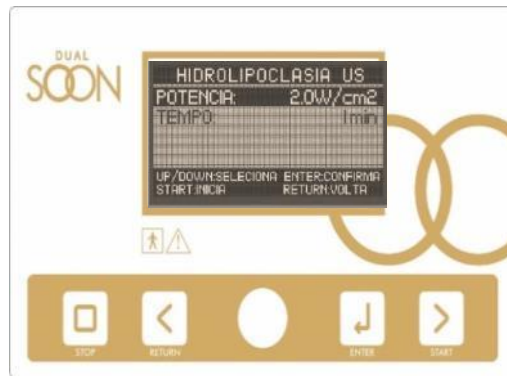 DUAL
SOON
HIDROLIPOCLASIA US
POTENCIA: 2.0W/cm2
TEMPO: 1min
UP/DOWN:SELECIONA ENTER:CONFIRMA
START:INICIA RETURN:VOLTA
STOP RETURN ENTER START